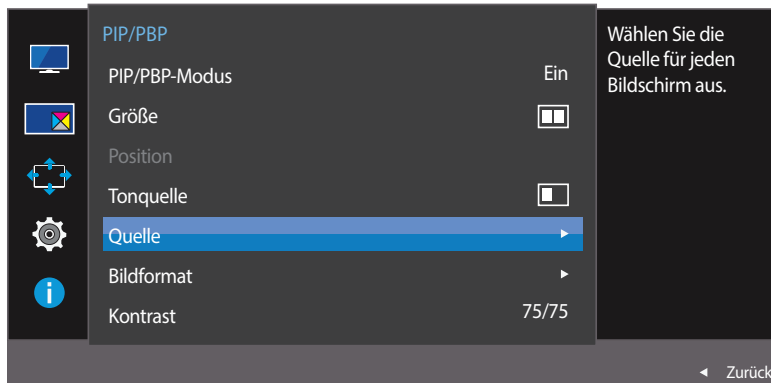 PIP/PBP
PIP/PBP-Modus Ein
Größe
Position
Tonquelle
Quelle
Bildformat
Kontrast 75/75
Wählen Sie die
Quelle für jeden
Bildschirm aus.
Zurück